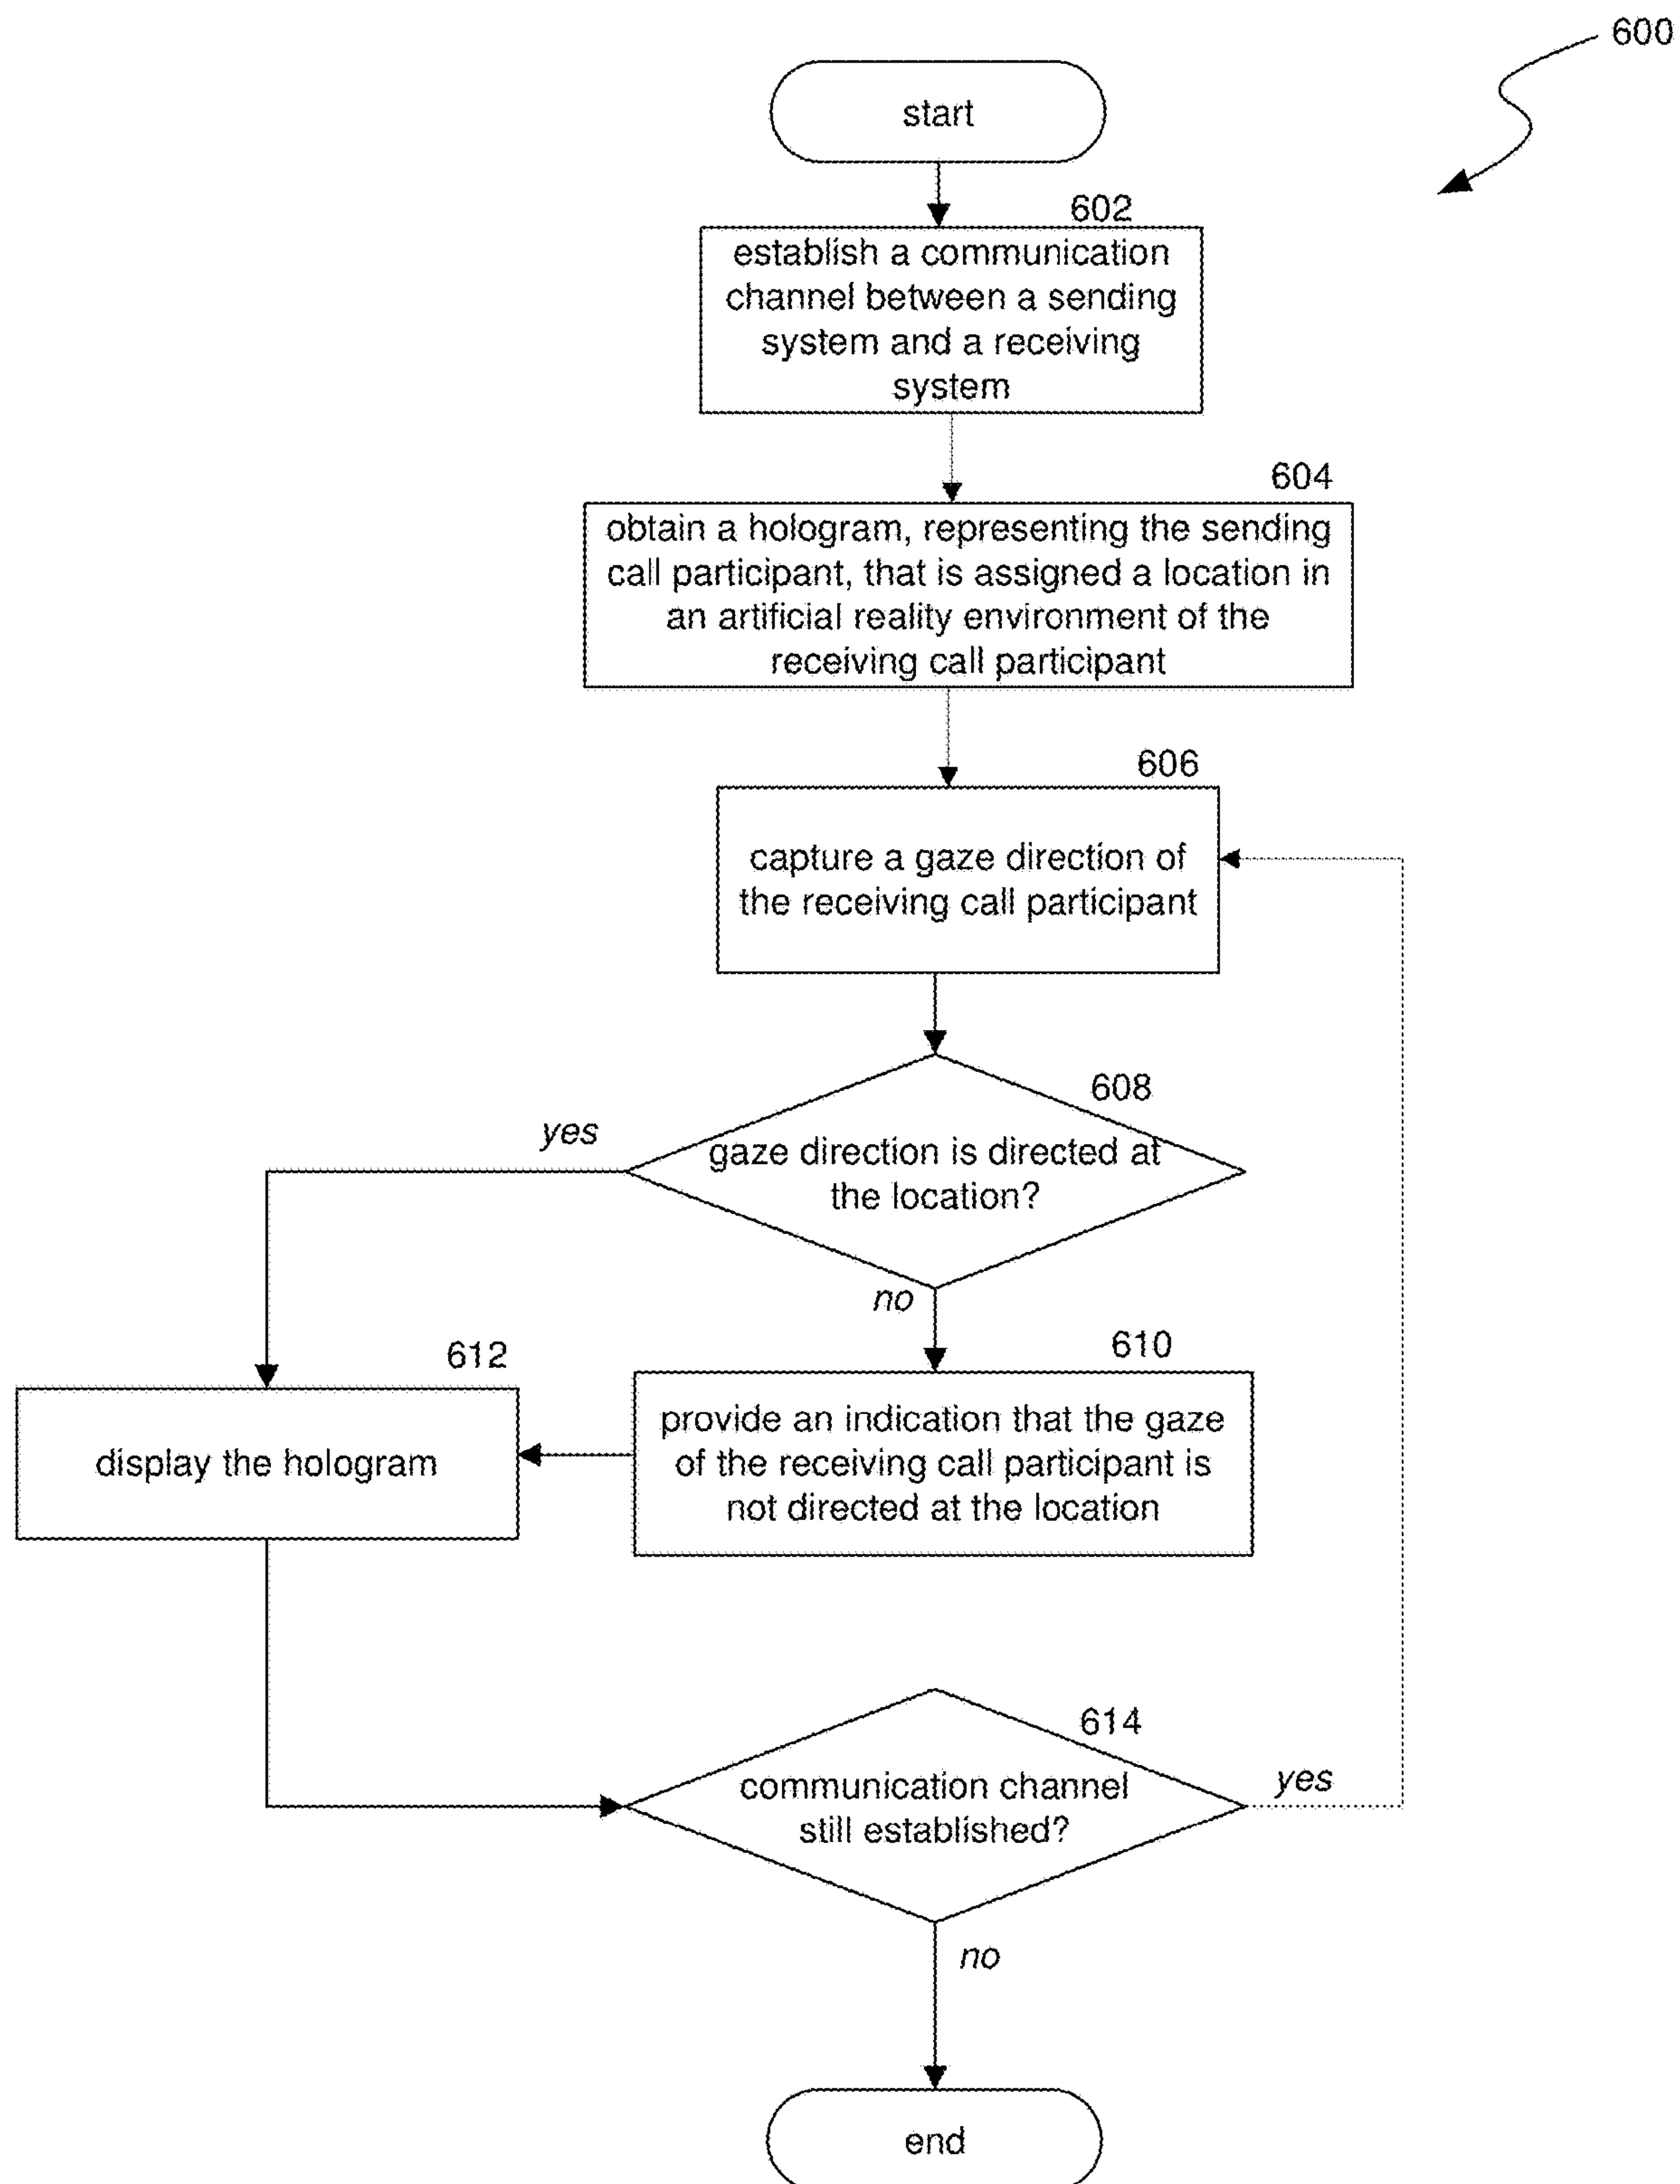 600
start
602
establish a communication
channel between a sending
system and a receiving
system
604
obtain a hologram, representing the sending
call participant, that is assigned a location in
an artificial reality environment of the
receiving call participant
606
capture a gaze direction of
the receiving call participant
608
yes
gaze direction is directed at
the location?
no
610
612
provide an indication that the gaze
of the receiving call participant is
not directed at the location
display the hologram
614
communication channel
still established?
yes
no
end